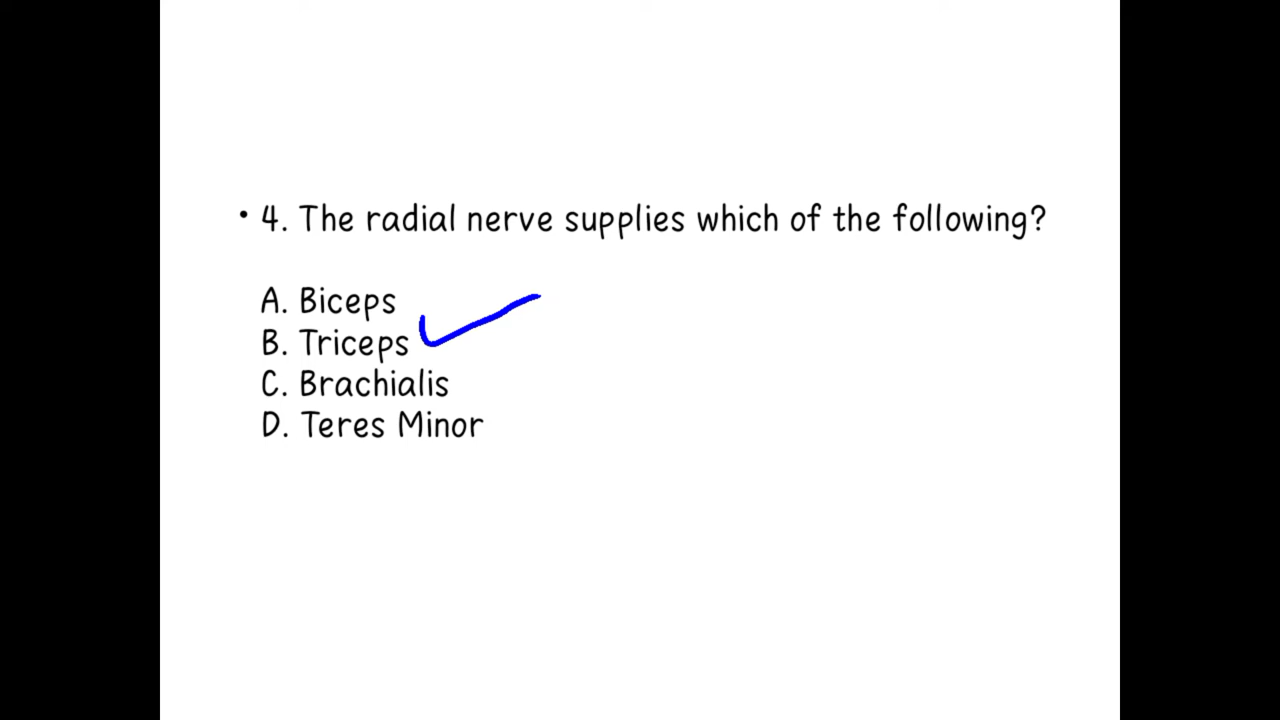 • 4. The radial nerve supplies which of the following?
A. Biceps
B. Triceps
C. Brachialis
D. Teres Minor